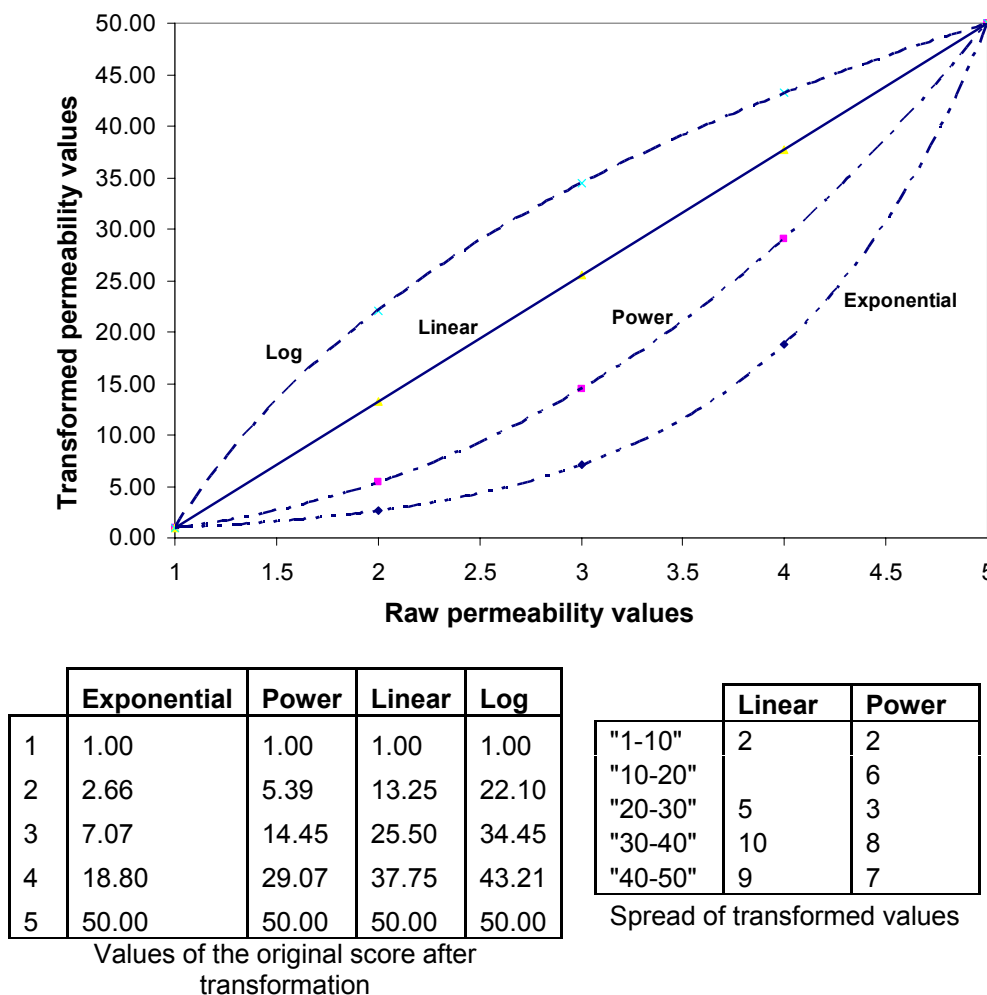 50.00
45.00
40.00
35.00
30.00
25.00
20.00
15.00
10.00
5.00
0.00
Transformed permeability values
Log
Linear
Power
Exponential
1 1.5 2 2.5 3 3.5 4 4.5 5
Raw permeability values
Exponential Power Linear Log
1 1.00 1.00 1.00 1.00
2 2.66 5.39 13.25 22.10
3 7.07 14.45 25.50 34.45
4 18.80 29.07 37.75 43.21
5 50.00 50.00 50.00 50.00
Values of the original score after
transformation
Linear Power
"1-10" 2 2
"10-20" 6
"20-30" 5 3
"30-40" 10 8
"40-50" 9 7
Spread of transformed values